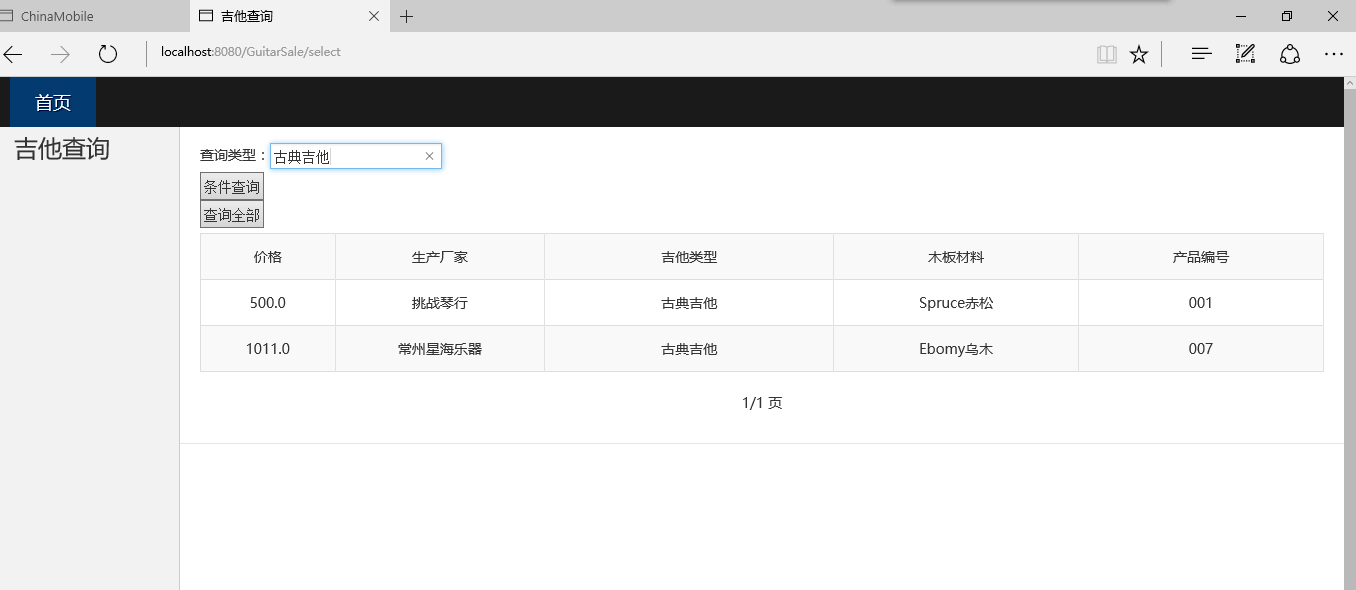 ChinaMobile
吉他查询
localhost:8080/GuitarSale/select
首页
吉他查询
查询类型：古典吉他
条件查询
查询全部
价格 生产厂家 吉他类型 木板材料 产品编号
500.0 挑战琴行 古典吉他 Spruce赤松 001
1011.0 常州星海乐器 古典吉他 Ebomy乌木 007
1/1 页